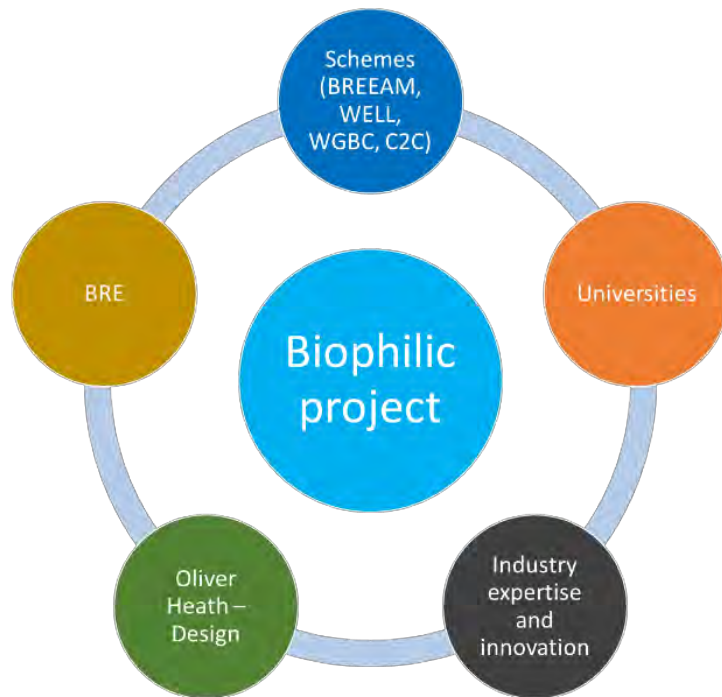 Schemes
(BREEAM,
WELL,
WGBC, C2C)
BRE
Universities
Biophilic
project
Oliver
Heath –
Design
Industry
expertise
and
innovation